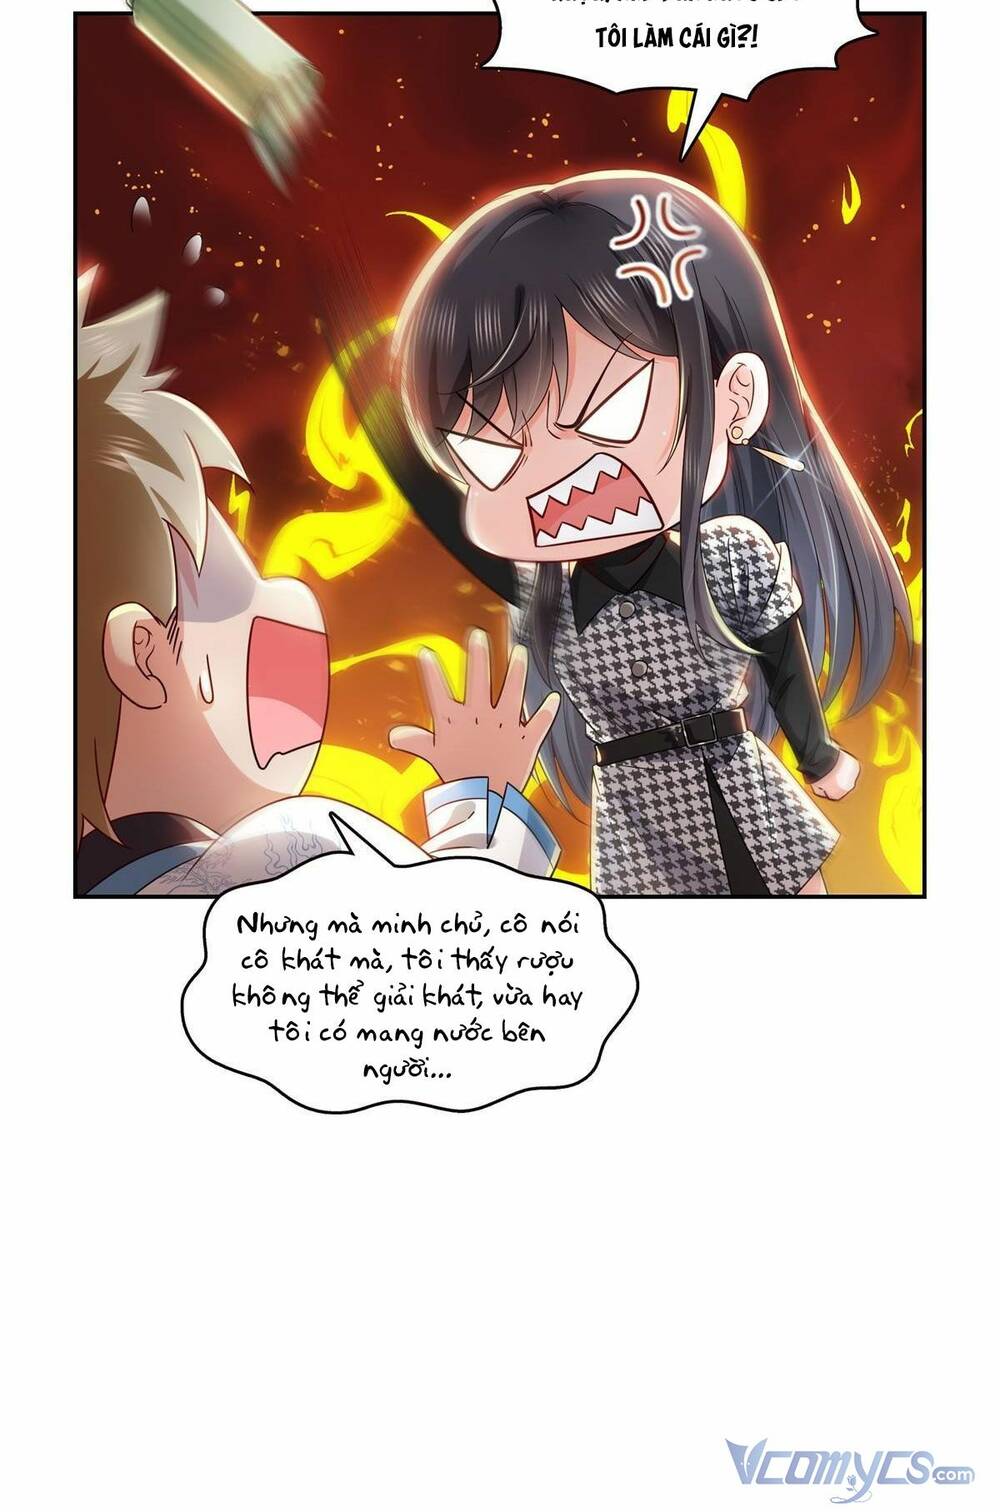 TÔI LÀM CÁI GÌ?!
Nhưng mà minh chủ, cô nói
cô khát mà, tôi thấy rượu
không thể giải khát, vừa hay
tôi có mang nước bên
người...
Vcomycs.com